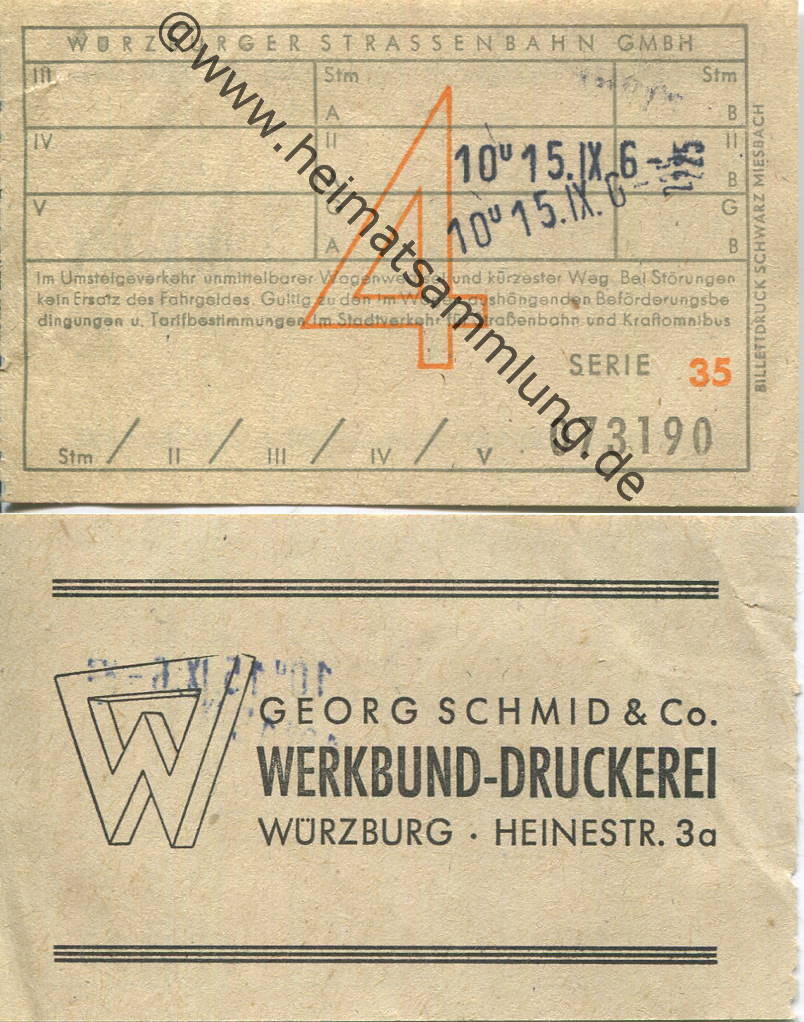 WÜRZBURGER STRASSENBAHN GMBH
III Stm Stm
A B
IV II II
B
V G
A B
10ᵘ 15.IX.6-
10ᵘ 15.IX.6-
Im Umsteigeverkehr unmittelbarer Wagenwechsel und kürzester Weg. Bei Störungen
kein Ersatz des Fahrgeldes. Gültig zu den im Wagen aushängenden Beförderungsbe
dingungen u. Tarifbestimmungen im Stadtverkehr für Straßenbahn und Kraftomnibus
4
SERIE 35
073190
Stm / II / III / IV / V
BILLETTDRUCK SCHWARZ MIESBACH
@www.heimatsammlung.de
W
GEORG SCHMID & Co.
WERKBUND-DRUCKEREI
WÜRZBURG · HEINESTR. 3a